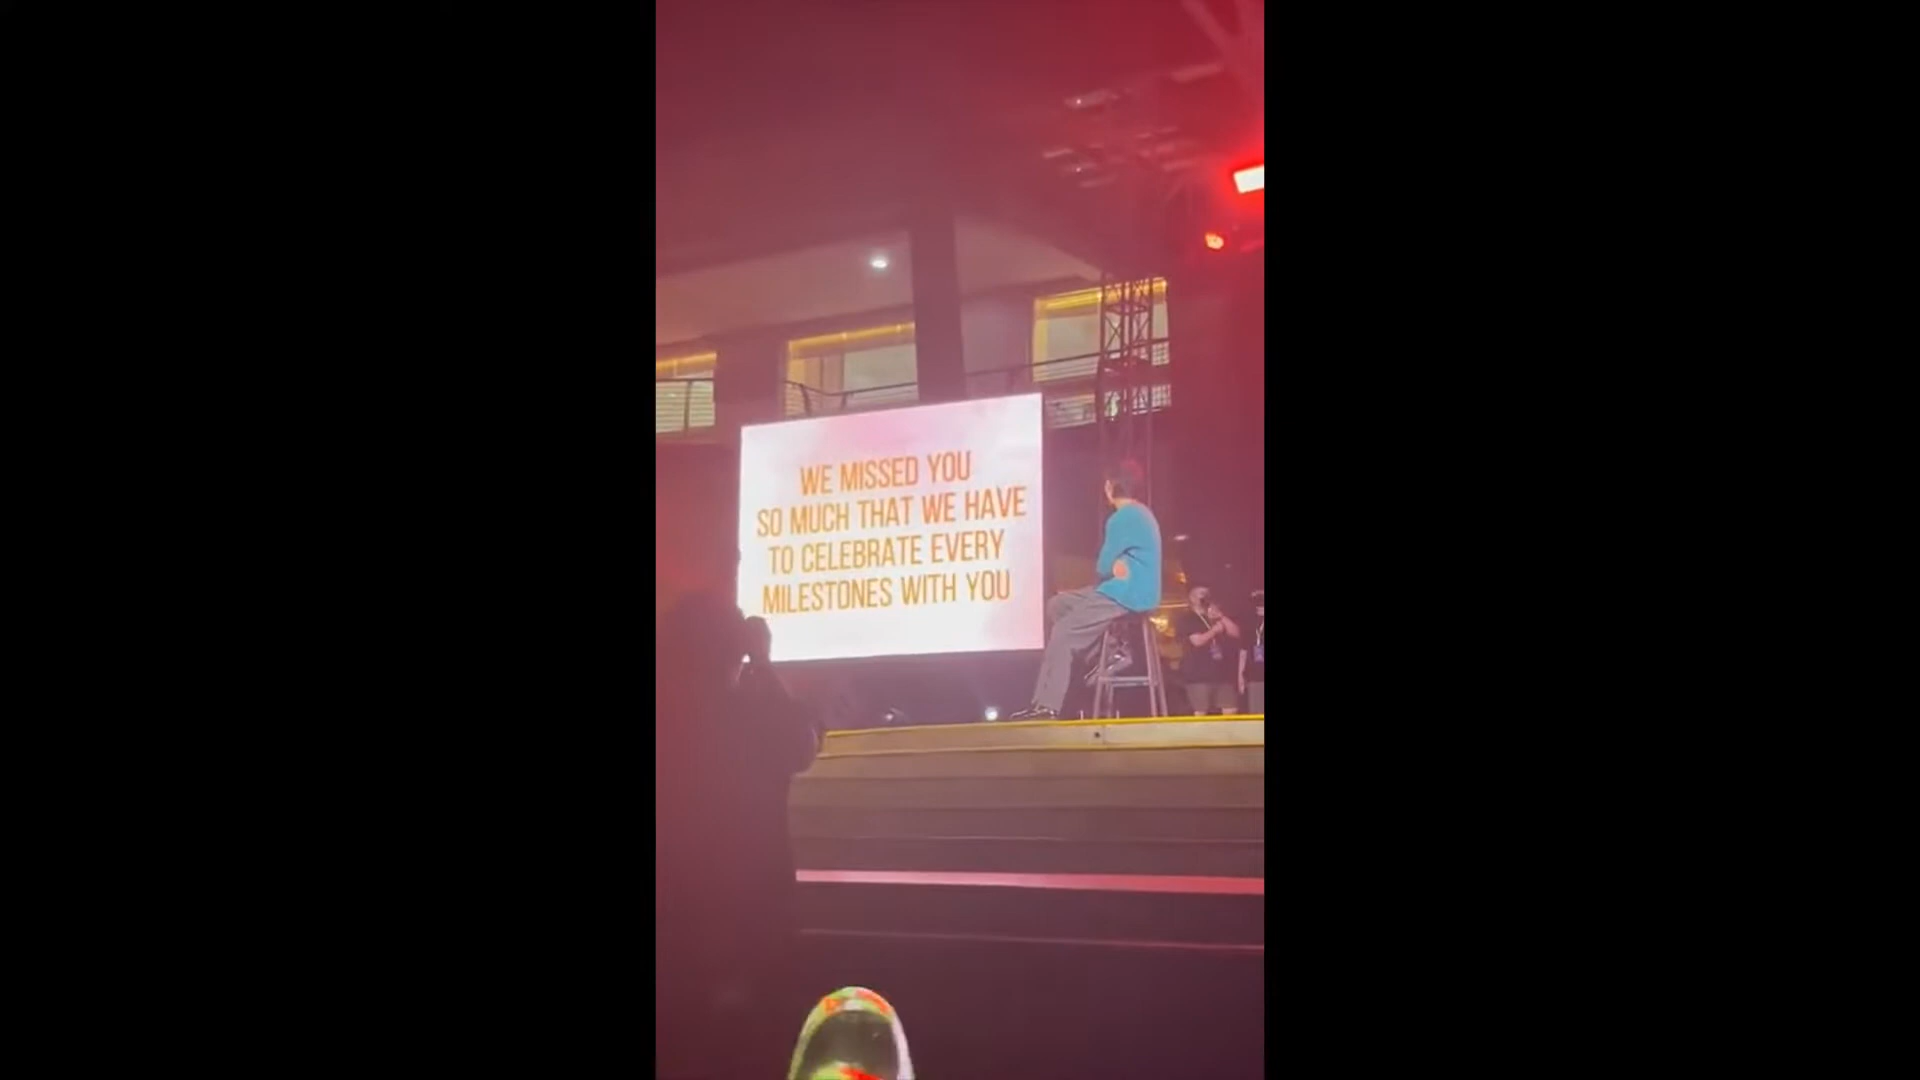 WE MISSED YOU
SO MUCH THAT WE HAVE
TO CELEBRATE EVERY
MILESTONES WITH YOU